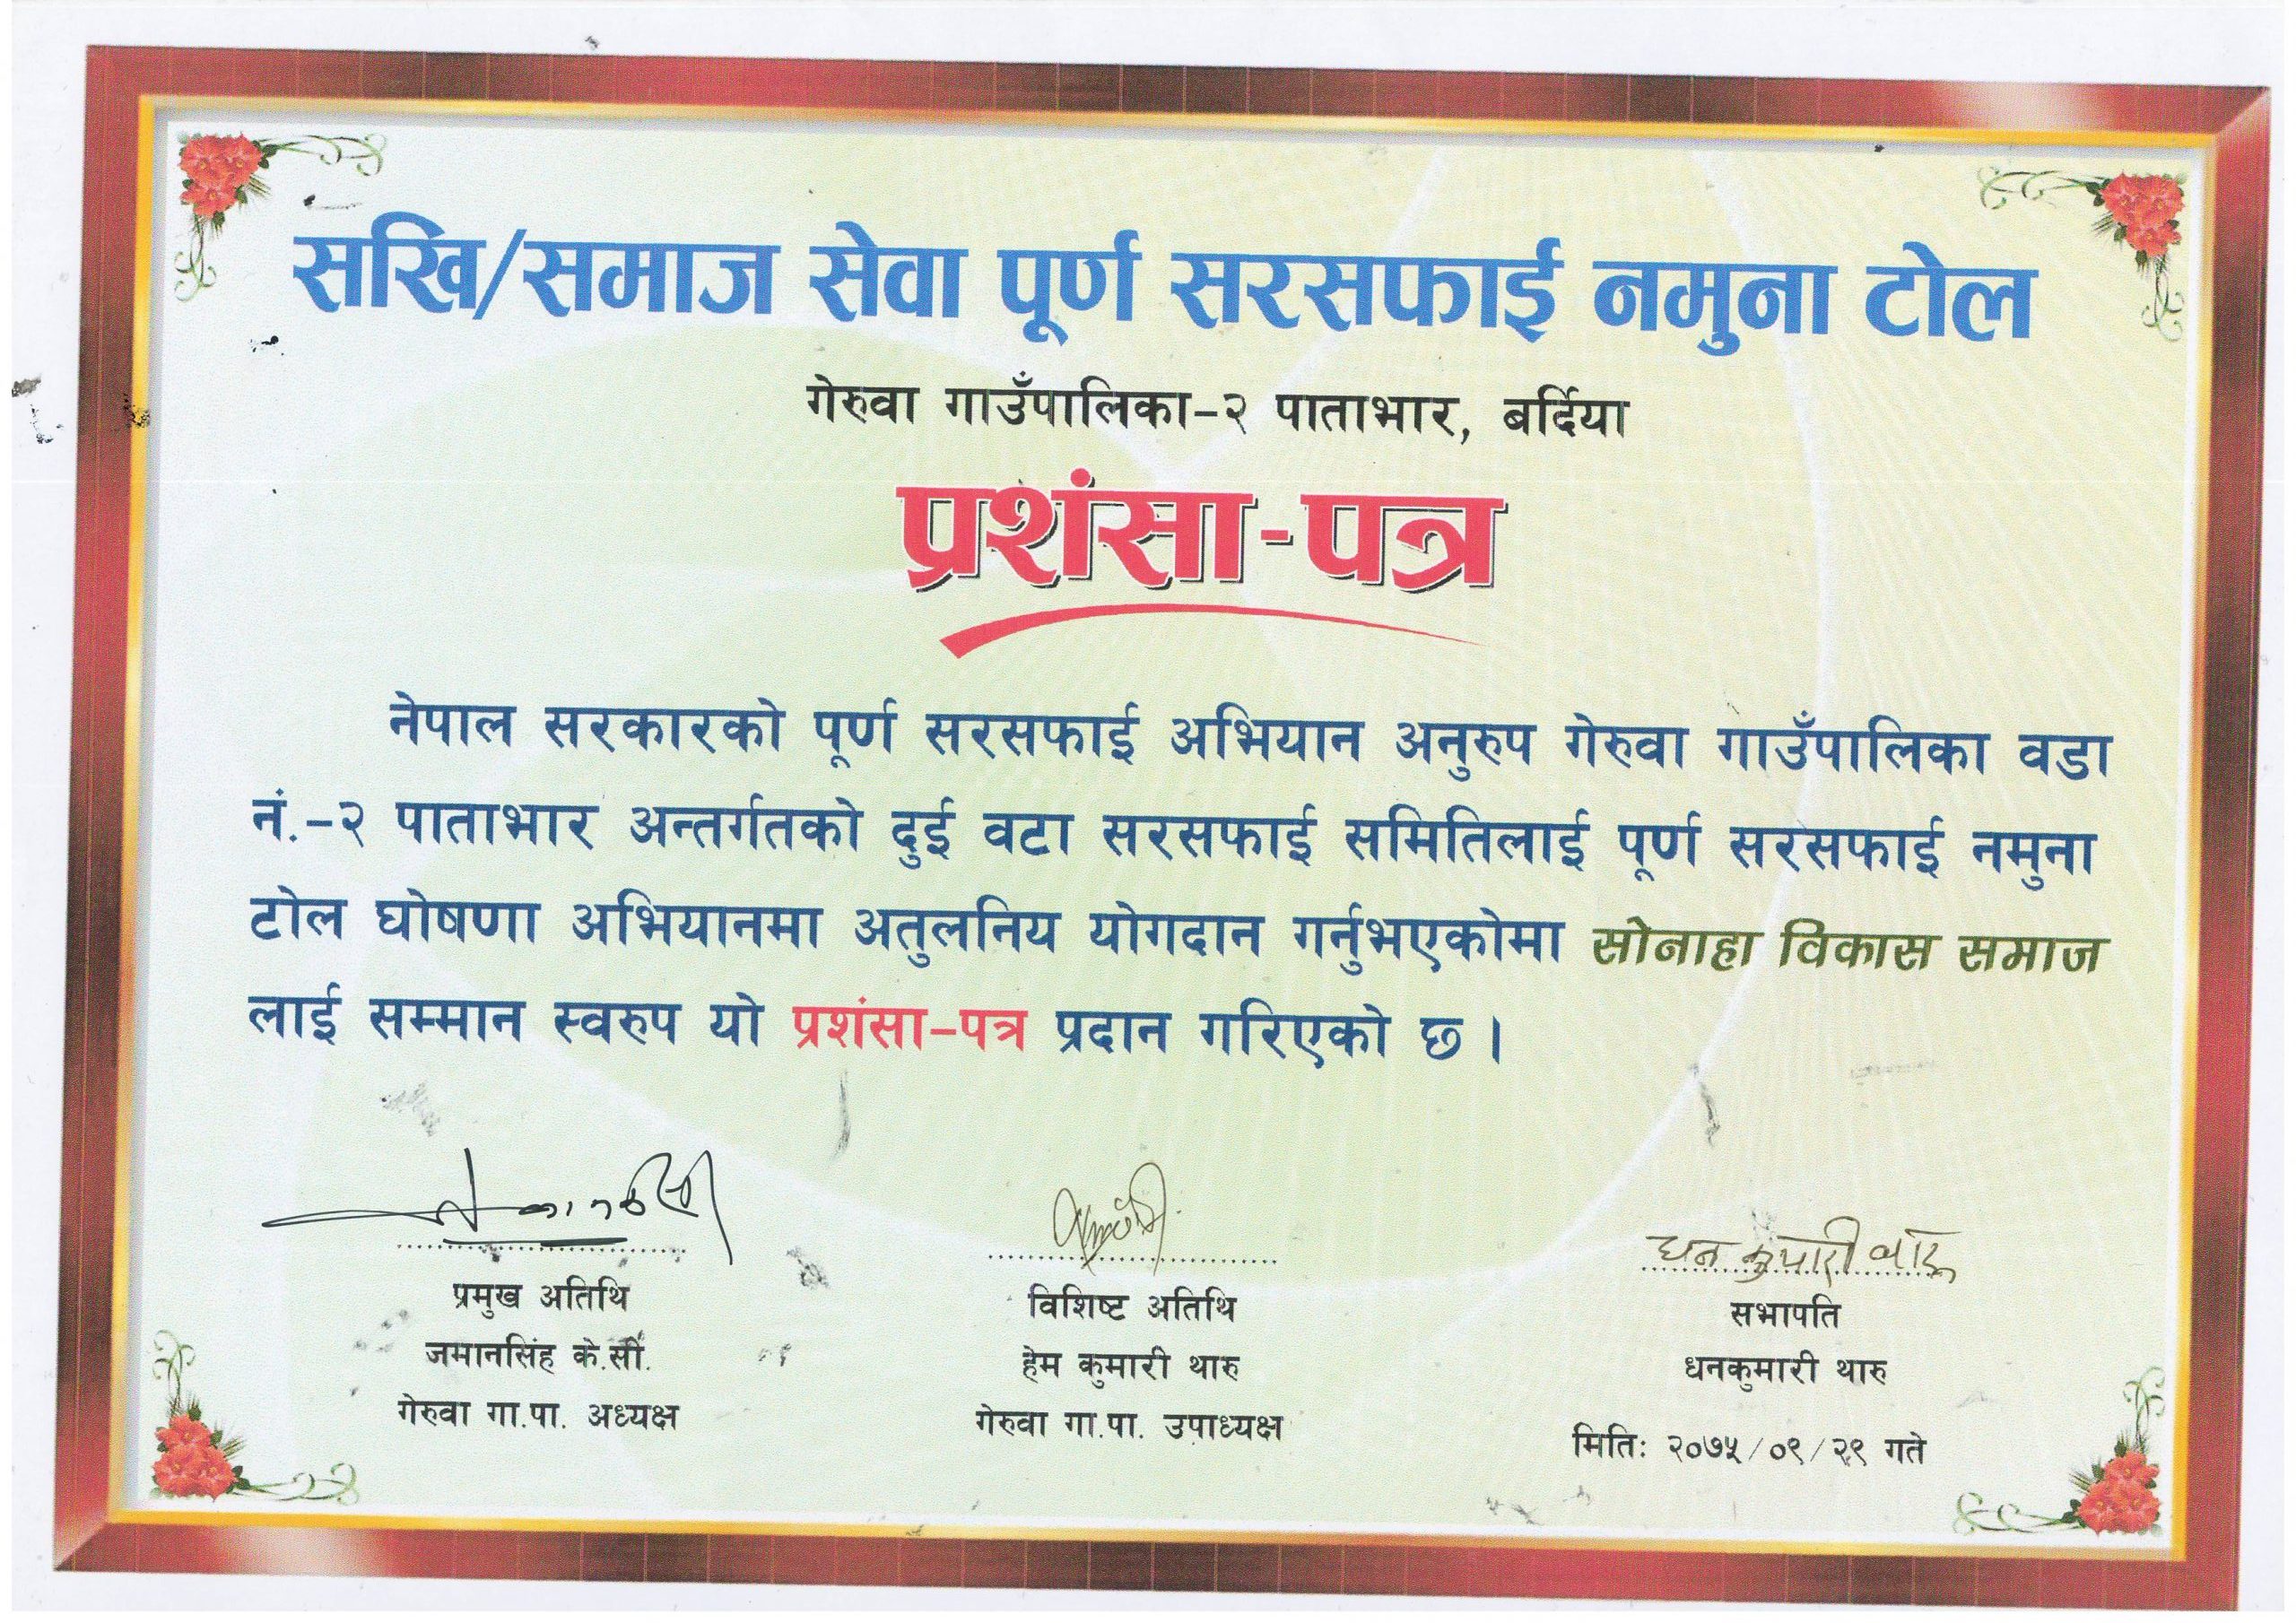 सखि/समाज सेवा पूर्ण सरसफाई नमुना टोल
गेरुवा गाउँपालिका-२ पाताभार, बर्दिया
प्रशंसा-पत्र
नेपाल सरकारको पूर्ण सरसफाई अभियान अनुरुप गेरुवा गाउँपालिका वडा
नं.-२ पाताभार अन्तर्गतको दुई वटा सरसफाई समितिलाई पूर्ण सरसफाई नमुना
टोल घोषणा अभियानमा अतुलनिय योगदान गर्नुभएकोमा सोनाहा विकास समाज
लाई सम्मान स्वरुप यो प्रशंसा-पत्र प्रदान गरिएको छ ।
धन कुमारी थारू
प्रमुख अतिथि
जमानसिंह के.सी.
गेरुवा गा.पा. अध्यक्ष
विशिष्ट अतिथि
हेम कुमारी थारु
गेरुवा गा.पा. उपाध्यक्ष
सभापति
धनकुमारी थारु
मिति: २०७५/०९/२९ गते